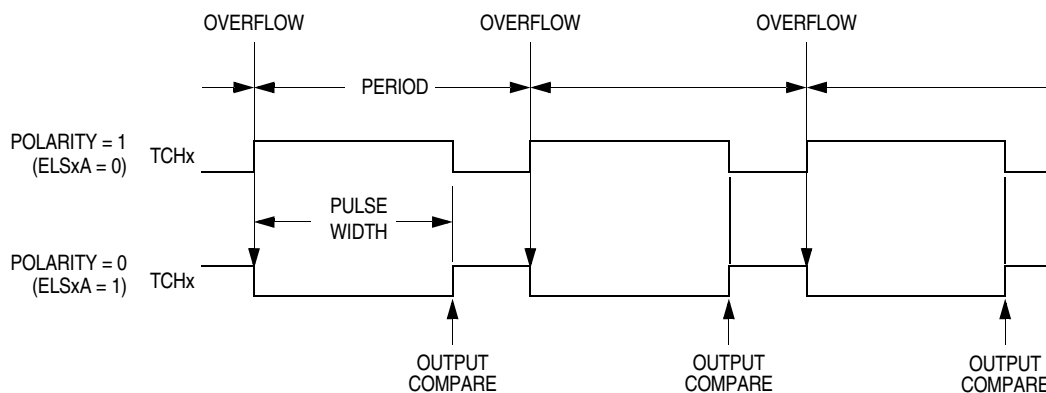 OVERFLOW
OVERFLOW
OVERFLOW
PERIOD
POLARITY = 1
(ELSxA = 0)
TCHx
PULSE
WIDTH
POLARITY = 0
(ELSxA = 1)
TCHx
OUTPUT
COMPARE
OUTPUT
COMPARE
OUTPUT
COMPARE